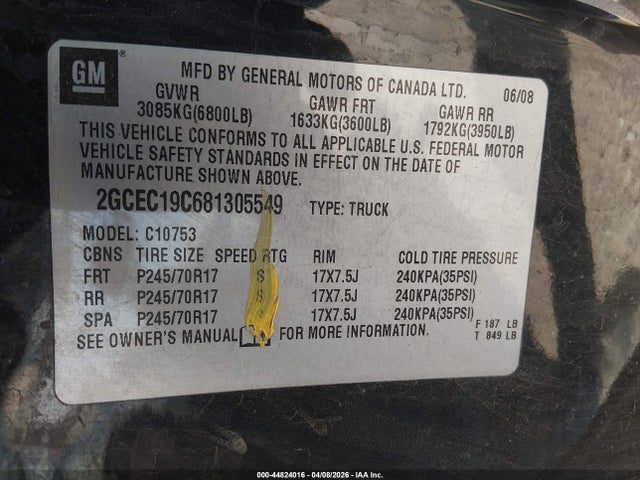 GM
MFD BY GENERAL MOTORS OF CANADA LTD.
06/08
GVWR GAWR FRT GAWR RR
3085KG(6800LB) 1633KG(3600LB) 1792KG(3950LB)
THIS VEHICLE CONFORMS TO ALL APPLICABLE U.S. FEDERAL MOTOR
VEHICLE SAFETY STANDARDS IN EFFECT ON THE DATE OF
MANUFACTURE SHOWN ABOVE.
2GCEC19C681305549 TYPE: TRUCK
MODEL: C10753
CBNS TIRE SIZE SPEED RTG RIM COLD TIRE PRESSURE
FRT P245/70R17 S 17X7.5J 240KPA(35PSI)
RR P245/70R17 S 17X7.5J 240KPA(35PSI)
SPA P245/70R17 S 17X7.5J 240KPA(35PSI)
F 187 LB
T 849 LB
SEE OWNER'S MANUAL FOR MORE INFORMATION.
000-44824016 - 04/08/2026 - IAA Inc.